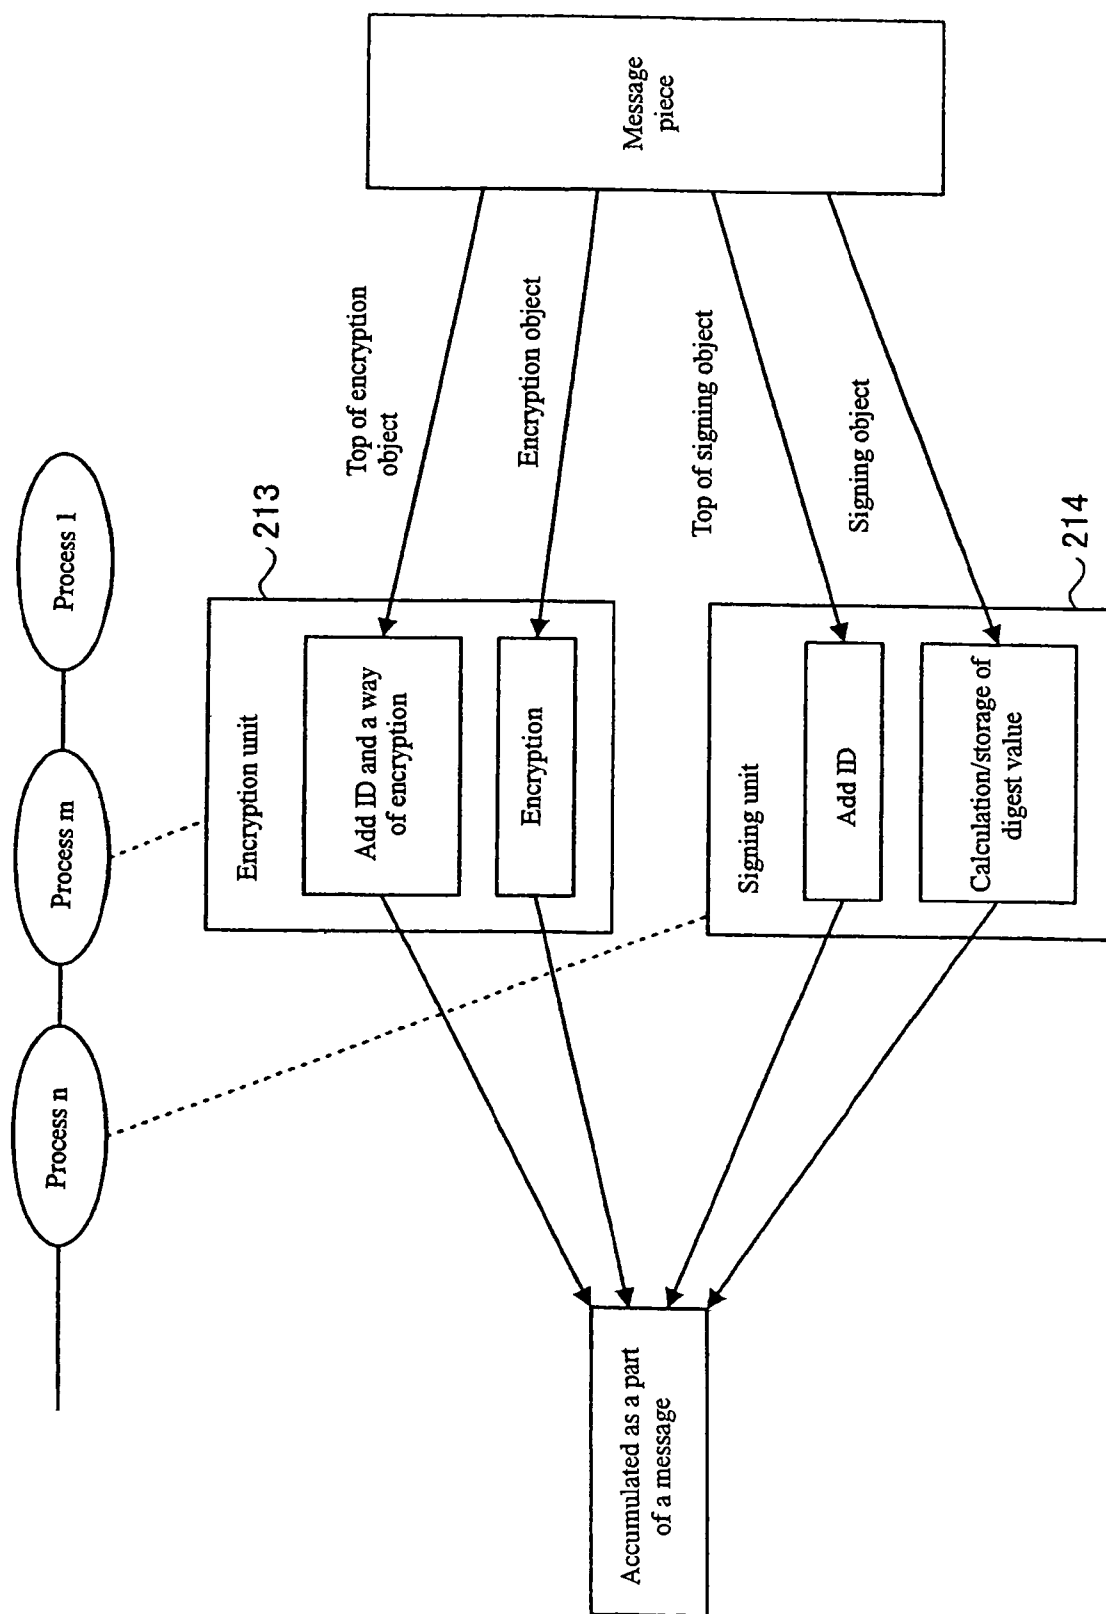 Process n
Process m
Process 1
213
Encryption unit
Add ID and a way
of encryption
Encryption
Top of encryption
object
Encryption object
Message
piece
Accumulated as a part
of a message
Signing unit
Add ID
Calculation/storage of
digest value
Top of signing object
Signing object
214